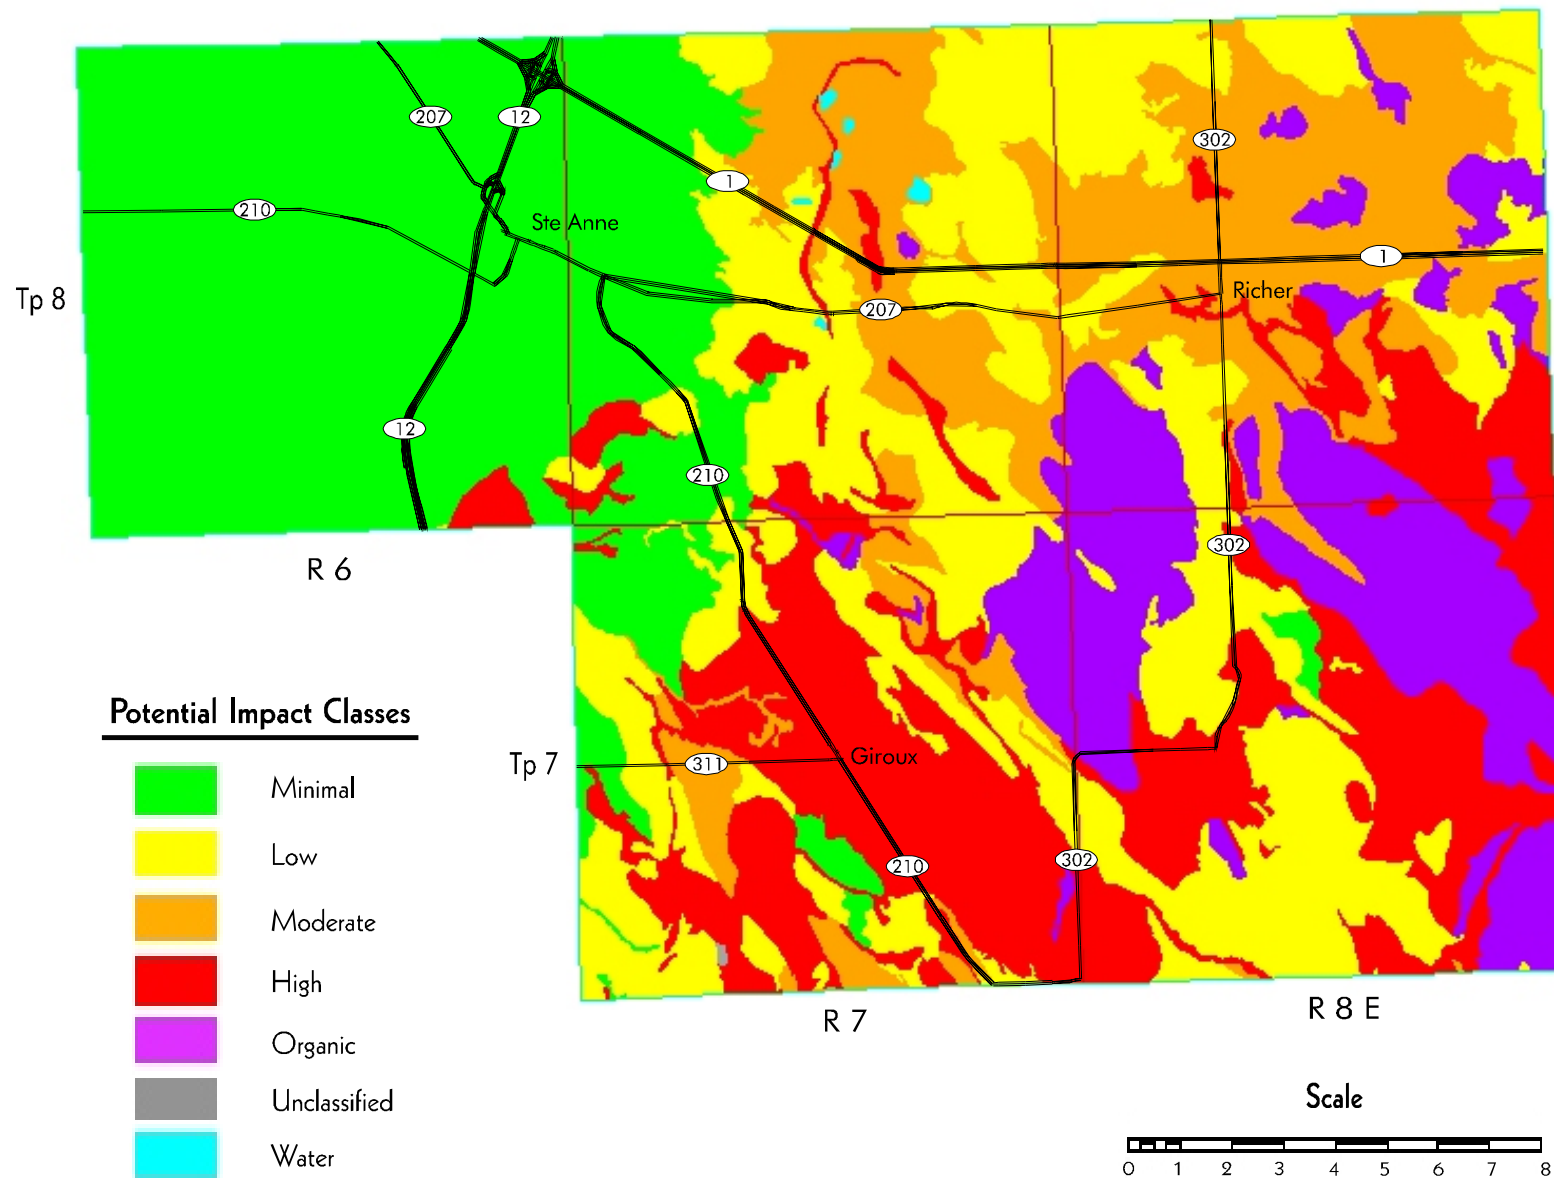 207
12
302
1
210
Ste Anne
1
Richer
Tp 8
207
12
210
302
R 6
Potential Impact Classes
Giroux
Tp 7
311
Minimal
Low
302
210
Moderate
High
R 7
R 8 E
Organic
Unclassified
Scale
Water
0 1 2 3 4 5 6 7 8